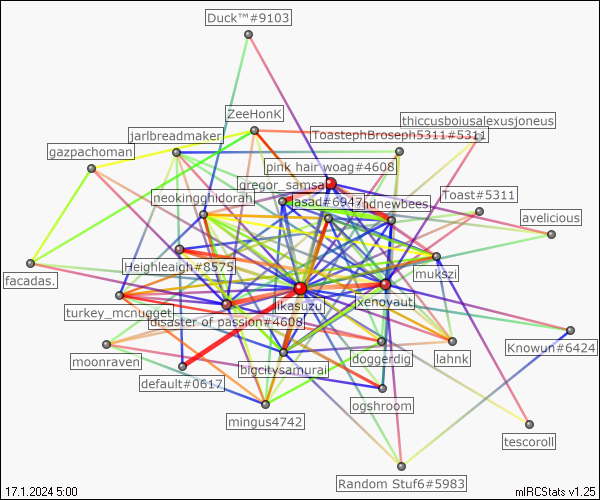 Duck™#9103
ZeeHonK
thiccusboiusalexusjoneus
jarlbreadmaker
ToastephBroseph5311#5311
gazpachoman
pink hair woag#4608
gregor_samsa
neokingghidorah
asad#6947
ndnewbees
Toast#5311
avelicious
Heighleaigh#8575
mukszi
facadas.
likasuzu
xenoyaut
turkey_mcnugget
disaster of passion#4608
moonraven
doggerdig
lahnk
Knowun#6424
bigcitysamurai
default#0617
ogshroom
mingus4742
tescoroll
Random Stuf6#5983
17.1.2024 5:00
mIRCStats v1.25